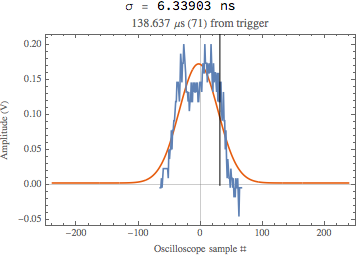 σ = 6.33903 ns
138.637 μs (71) from trigger
Amplitude (V)
0.20
0.15
0.10
0.05
0.00
-0.05
-200 -100 0 100 200
Oscilloscope sample #